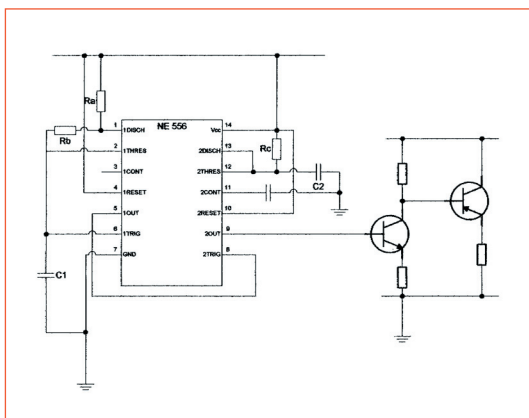 Ra
NE 556
Rb
1 1DISCH Vcc 14
2 1THRES 2DISCH 13
Rc
3 1CONT 2THRES 12
4 1RESET 2CONT 11
C2
5 1OUT 2RESET 10
6 1TRIG 2OUT 9
7 GND 2TRIG 8
C1